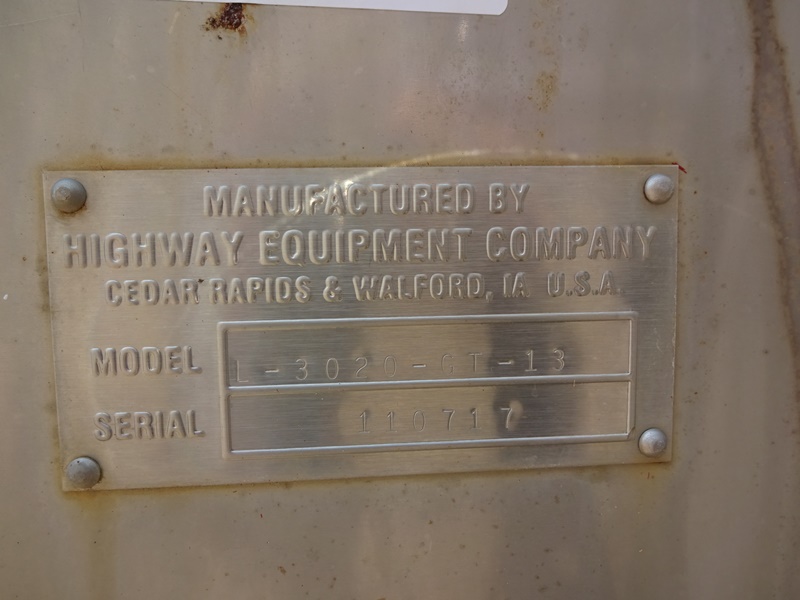 MANUFACTURED BY
HIGHWAY EQUIPMENT COMPANY
CEDAR RAPIDS & WALFORD, IA U.S.A.
MODEL L-3020-GT-13
SERIAL 110717